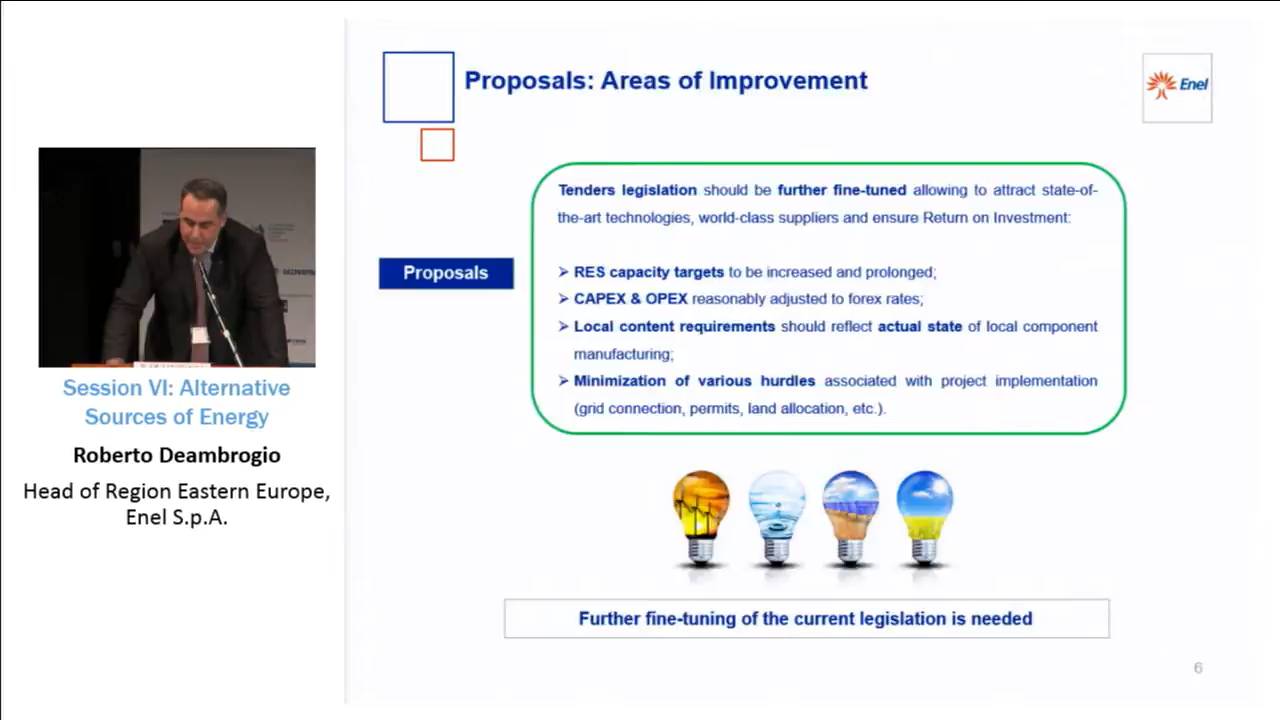 Proposals: Areas of Improvement
Enel
Tenders legislation should be further fine-tuned allowing to attract state-of-
the-art technologies, world-class suppliers and ensure Return on Investment:
Proposals
➢ RES capacity targets to be increased and prolonged;
➢ CAPEX & OPEX reasonably adjusted to forex rates;
➢ Local content requirements should reflect actual state of local component
manufacturing;
➢ Minimization of various hurdles associated with project implementation
(grid connection, permits, land allocation, etc.).
Further fine-tuning of the current legislation is needed
6
Session VI: Alternative
Sources of Energy
Roberto Deambrogio
Head of Region Eastern Europe,
Enel S.p.A.